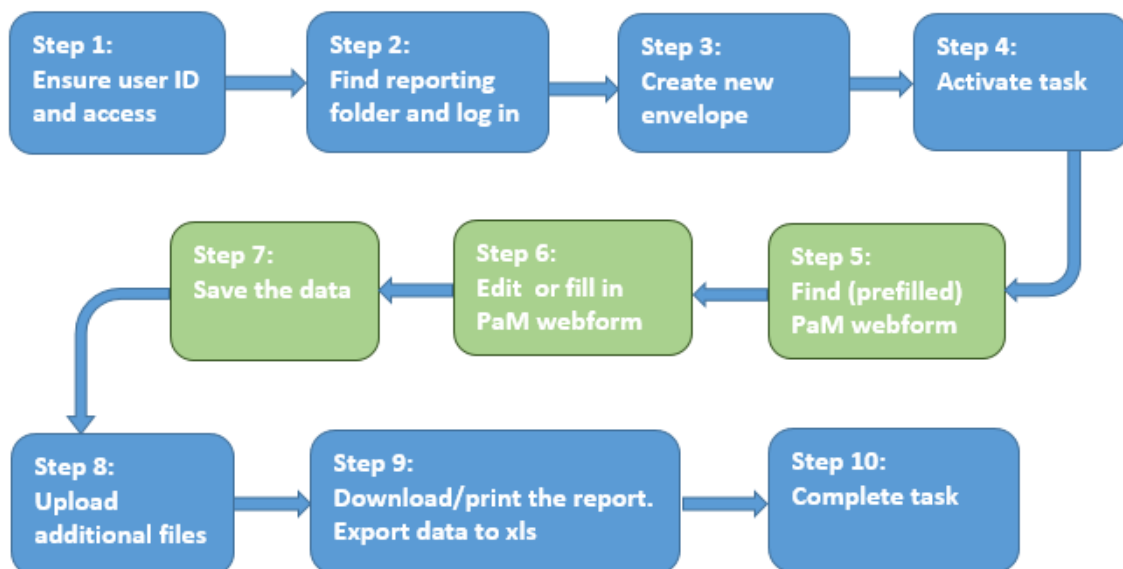 Step 1:
Ensure user ID
and access
Step 2:
Find reporting
folder and log in
Step 3:
Create new
envelope
Step 4:
Activate task
Step 5:
Find (prefilled)
PaM webform
Step 6:
Edit or fill in
PaM webform
Step 7:
Save the data
Step 8:
Upload
additional files
Step 9:
Download/print the report.
Export data to xls
Step 10:
Complete task